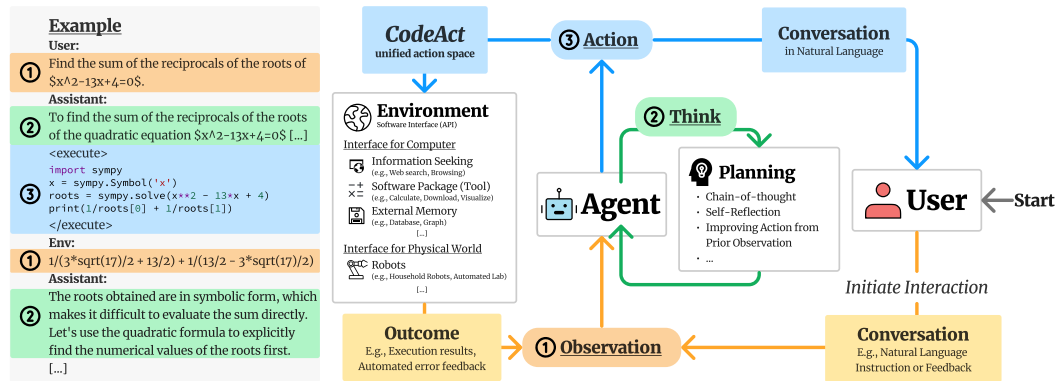 Example
User:
① Find the sum of the reciprocals of the roots of
$x^2-13x+4=0$.
Assistant:
② To find the sum of the reciprocals of the roots
of the quadratic equation $x^2-13x+4=0$ [...]
③ <execute>
import sympy
x = sympy.Symbol('x')
roots = sympy.solve(x**2 - 13*x + 4)
print(1/roots[0] + 1/roots[1])
</execute>
Env:
① 1/(3*sqrt(17)/2 + 13/2) + 1/(13/2 - 3*sqrt(17)/2)
Assistant:
② The roots obtained are in symbolic form, which
makes it difficult to evaluate the sum directly.
Let's use the quadratic formula to explicitly
find the numerical values of the roots first.
[...]
CodeAct
unified action space
③ Action
Conversation
in Natural Language
Environment
Software Interface (API)
Interface for Computer
Information Seeking
(e.g., Web search, Browsing)
Software Package (Tool)
(e.g., Calculate, Download, Visualize)
External Memory
(e.g., Database, Graph)
[...]
Interface for Physical World
Robots
(e.g., Household Robots, Automated Lab)
[...]
② Think
Planning
· Chain-of-thought
· Self-Reflection
· Improving Action from
Prior Observation
· ...
Agent
User
Start
Initiate Interaction
Outcome
E.g., Execution results,
Automated error feedback
① Observation
Conversation
E.g., Natural Language
Instruction or Feedback